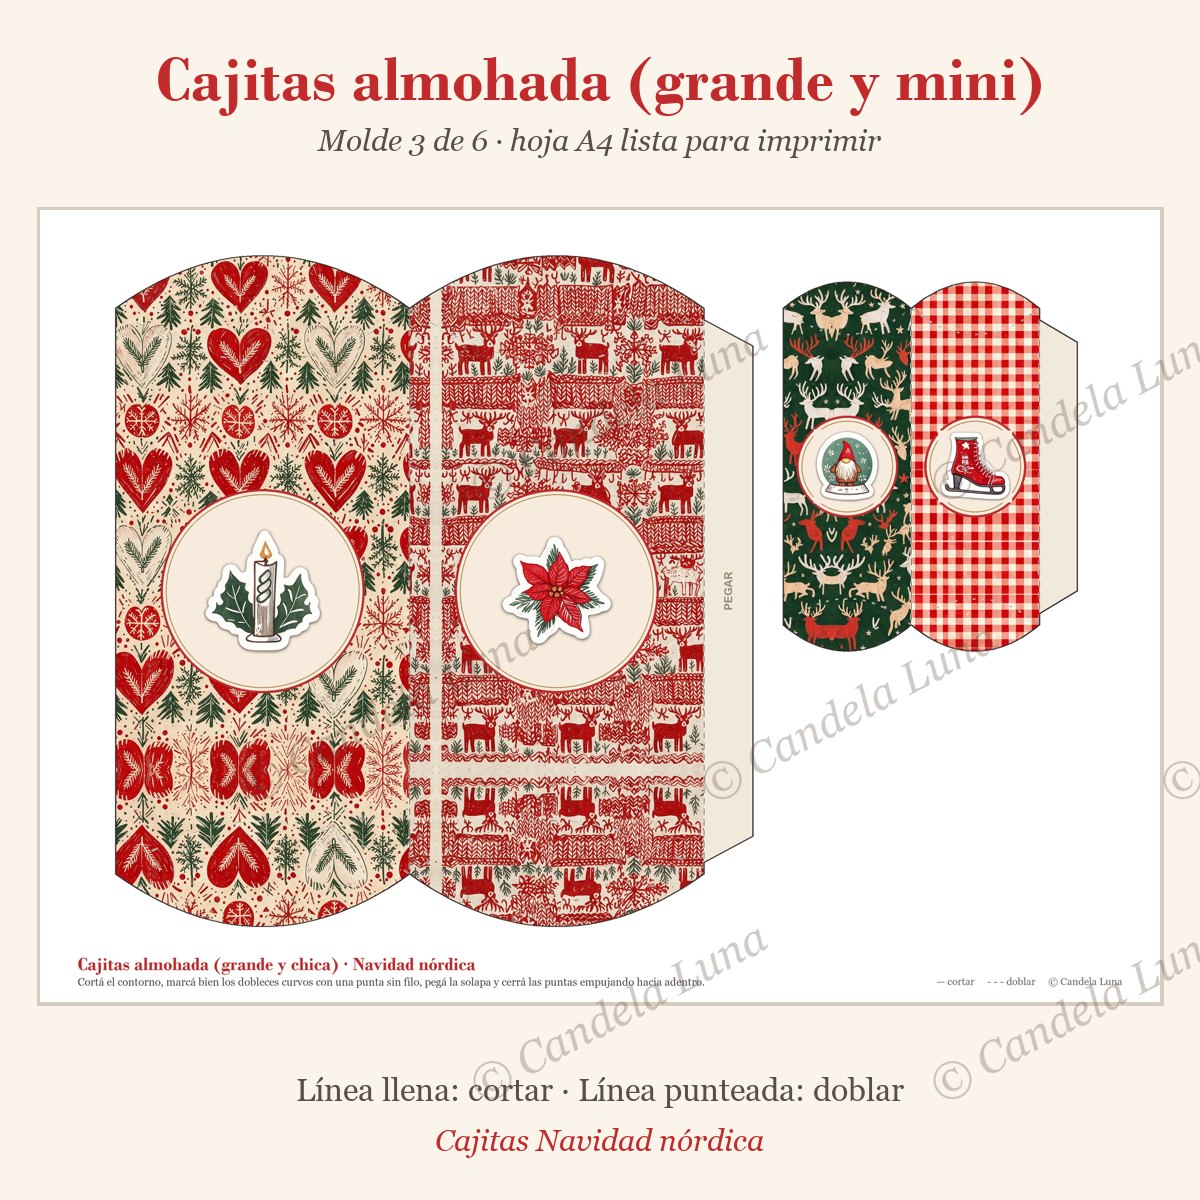 Cajitas almohada (grande y mini)
Molde 3 de 6 · hoja A4 lista para imprimir
PEGAR
© Candela Luna
© Candela Luna
© Candela Luna
© Candela Luna
Cajitas almohada (grande y chica) · Navidad nórdica
Cortá el contorno, marcá bien los dobleces curvos con una punta sin filo, pegá la solapa y cerrá las puntas empujando hacia adentro.
— cortar - - - doblar © Candela Luna
Línea llena: cortar · Línea punteada: doblar
Cajitas Navidad nórdica